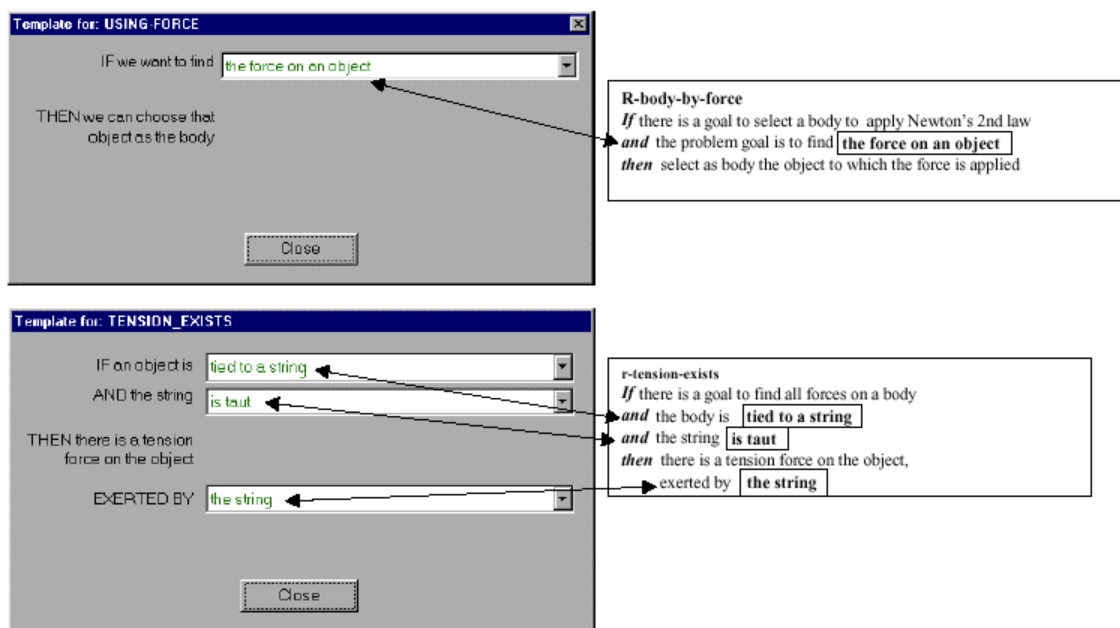 Template for: USING-FORCE
IF we want to find the force on an object
THEN we can choose that
object as the body
Close
R-body-by-force
If there is a goal to select a body to apply Newton's 2nd law
and the problem goal is to find the force on an object
then select as body the object to which the force is applied
Template for: TENSION_EXISTS
IF an object is tied to a string
AND the string is taut
THEN there is a tension
force on the object
EXERTED BY the string
Close
r-tension-exists
If there is a goal to find all forces on a body
and the body is tied to a string
and the string is taut
then there is a tension force on the object,
exerted by the string